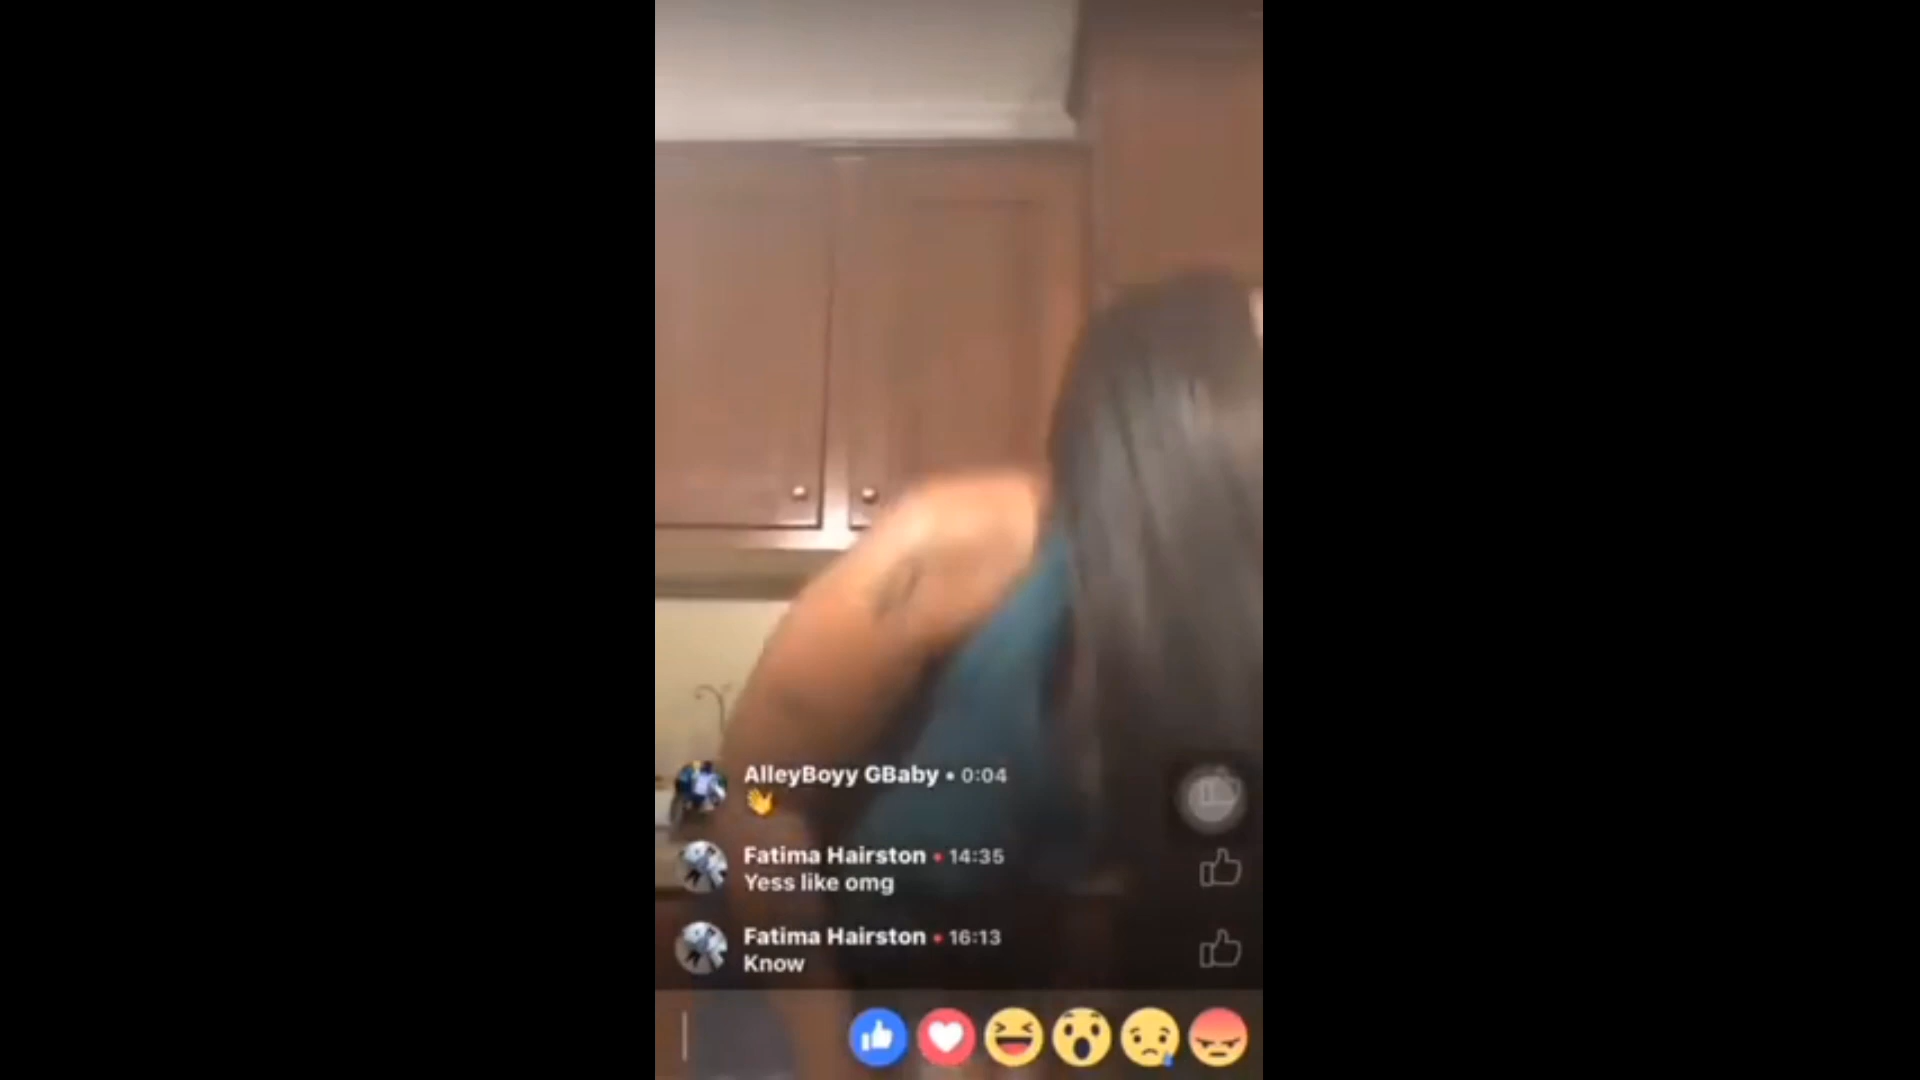 AlleyBoyy GBaby • 0:04
👋
Fatima Hairston • 14:35
Yess like omg
Fatima Hairston • 16:13
Know